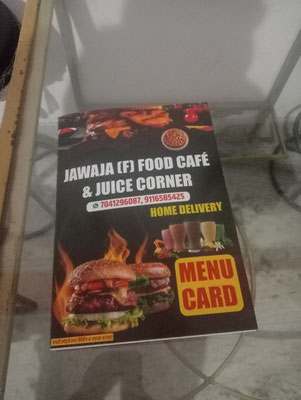 JAWAJA (F) FOOD CAFÉ
& JUICE CORNER
7041296087, 9116585425
HOME DELIVERY
MENU
CARD